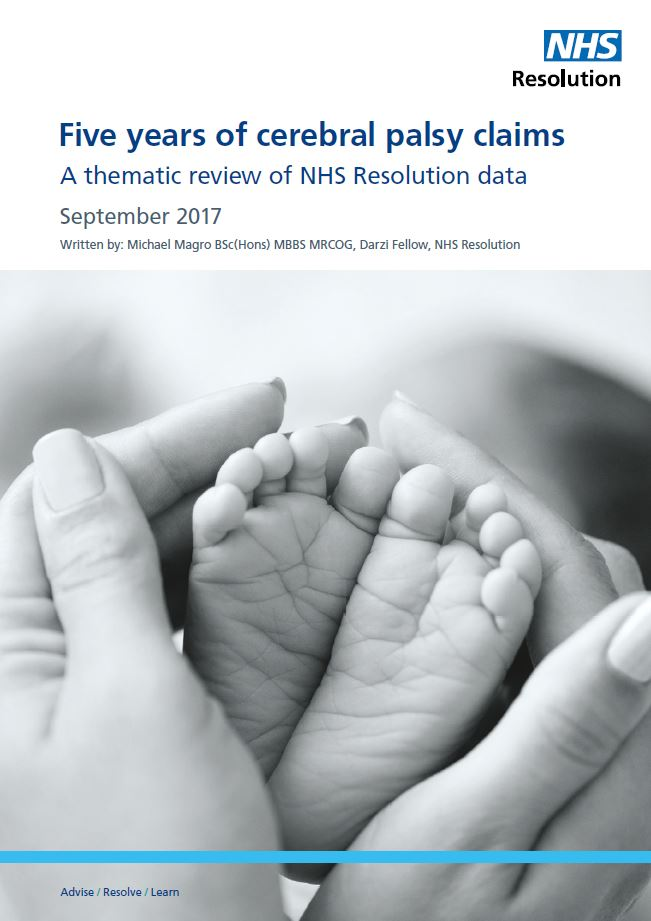 NHS
Resolution
Five years of cerebral palsy claims
A thematic review of NHS Resolution data
September 2017
Written by: Michael Magro BSc(Hons) MBBS MRCOG, Darzi Fellow, NHS Resolution
Advise / Resolve / Learn